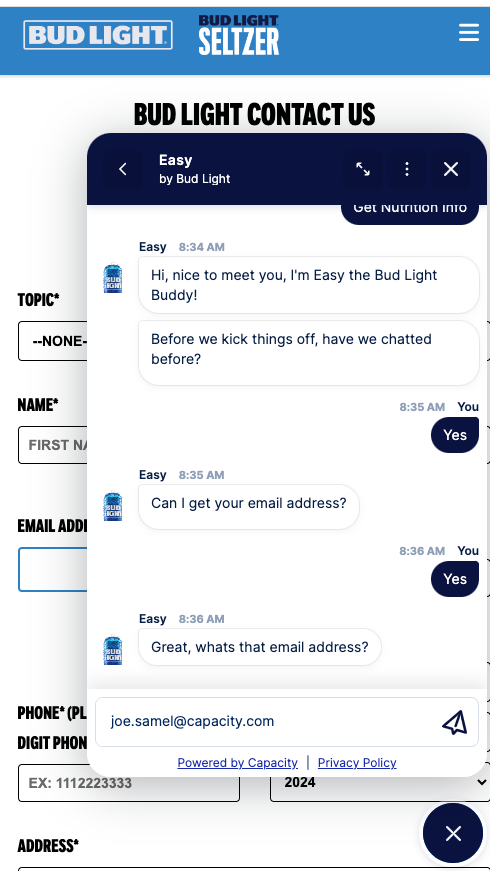 BUD LIGHT.
BUD LIGHT
SELTZER
BUD LIGHT CONTACT US
Easy
by Bud Light
Get Nutrition Info
Easy 8:34 AM
Hi, nice to meet you, I'm Easy the Bud Light
Buddy!
Before we kick things off, have we chatted
before?
8:35 AM You
Yes
Easy 8:35 AM
Can I get your email address?
8:36 AM You
Yes
Easy 8:36 AM
Great, whats that email address?
joe.samel@capacity.com
Powered by Capacity | Privacy Policy
TOPIC*
--NONE-
NAME*
FIRST NA
EMAIL ADD
PHONE* (PL
DIGIT PHON
EX: 1112223333
2024
ADDRESS*